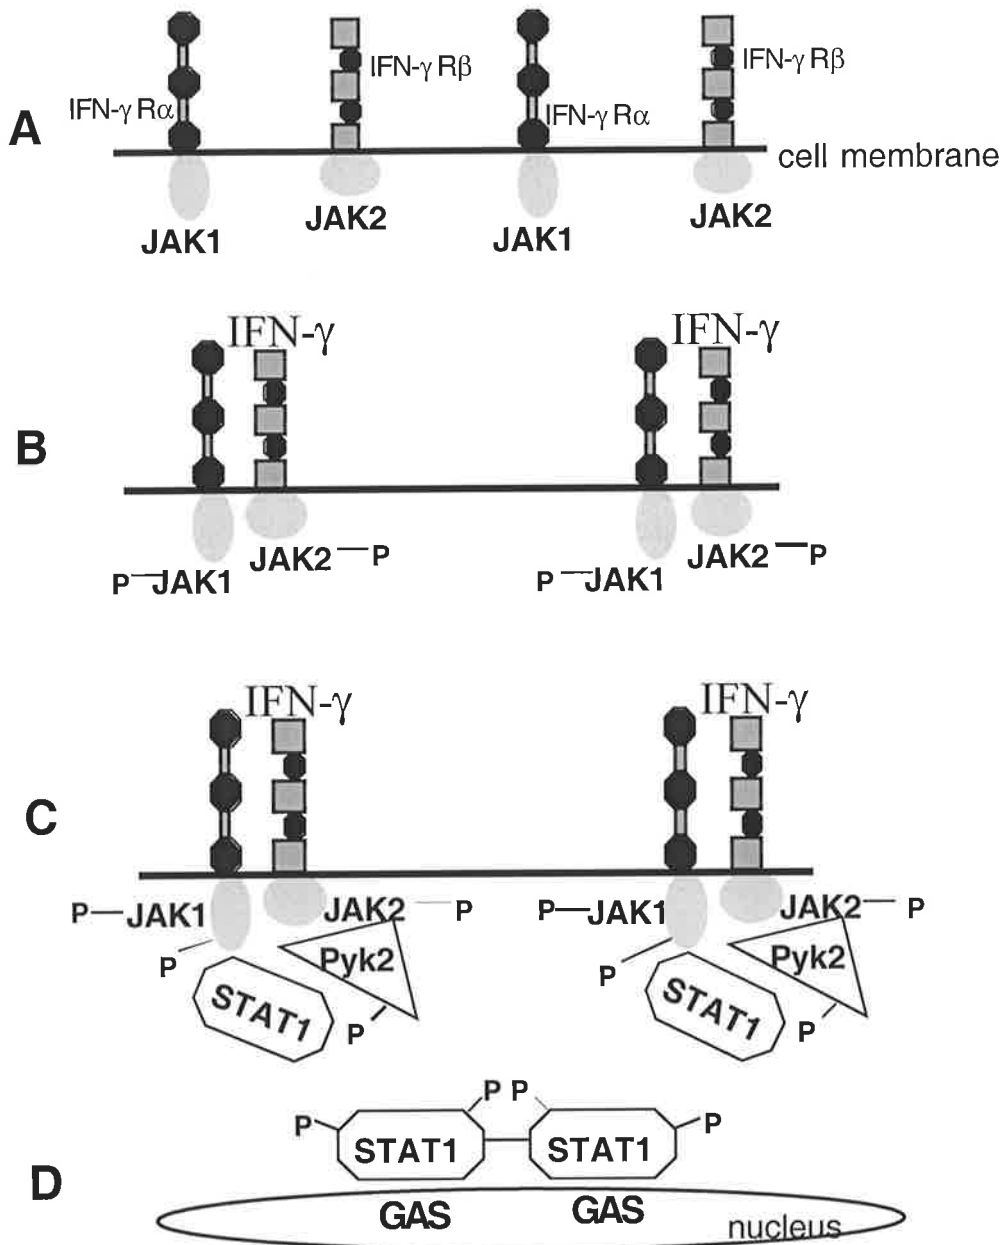 A
IFN-γ Rα
IFN-γ Rβ
IFN-γ Rα
IFN-γ Rβ
cell membrane
JAK1
JAK2
JAK1
JAK2
B
IFN-γ
IFN-γ
P JAK1
JAK2 P
P JAK1
JAK2 P
C
IFN-γ
IFN-γ
P JAK1
JAK2 P
P JAK1
JAK2 P
P
STAT1
Pyk2
P
P
STAT1
Pyk2
P
D
P
P P
P
STAT1
STAT1
GAS
GAS
nucleus